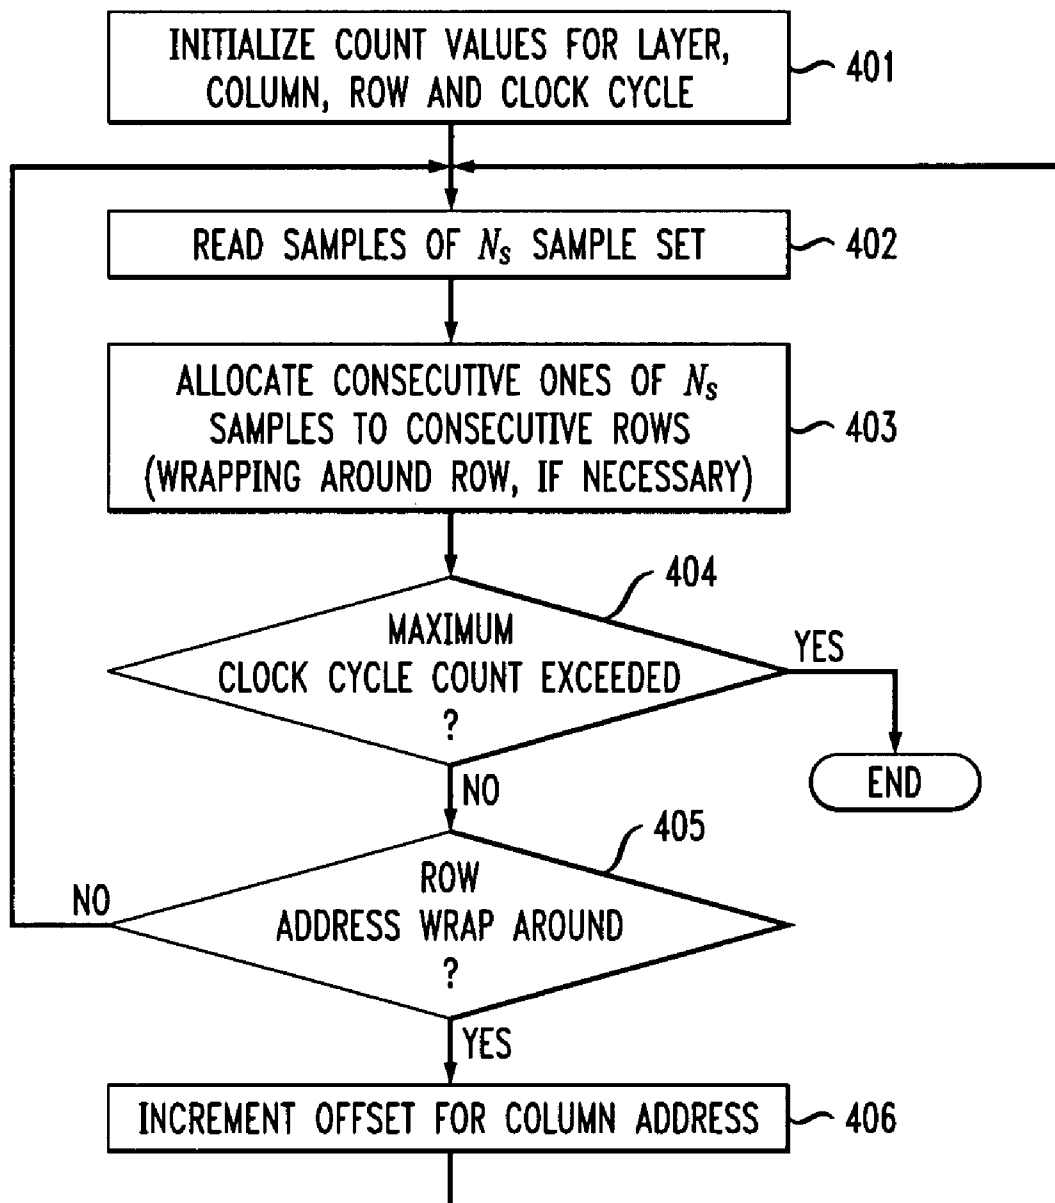 INITIALIZE COUNT VALUES FOR LAYER,
COLUMN, ROW AND CLOCK CYCLE
401
READ SAMPLES OF Ns SAMPLE SET
402
ALLOCATE CONSECUTIVE ONES OF Ns
SAMPLES TO CONSECUTIVE ROWS
(WRAPPING AROUND ROW, IF NECESSARY)
403
404
MAXIMUM
CLOCK CYCLE COUNT EXCEEDED
?
YES
END
NO
405
ROW
ADDRESS WRAP AROUND
?
NO
YES
INCREMENT OFFSET FOR COLUMN ADDRESS
406